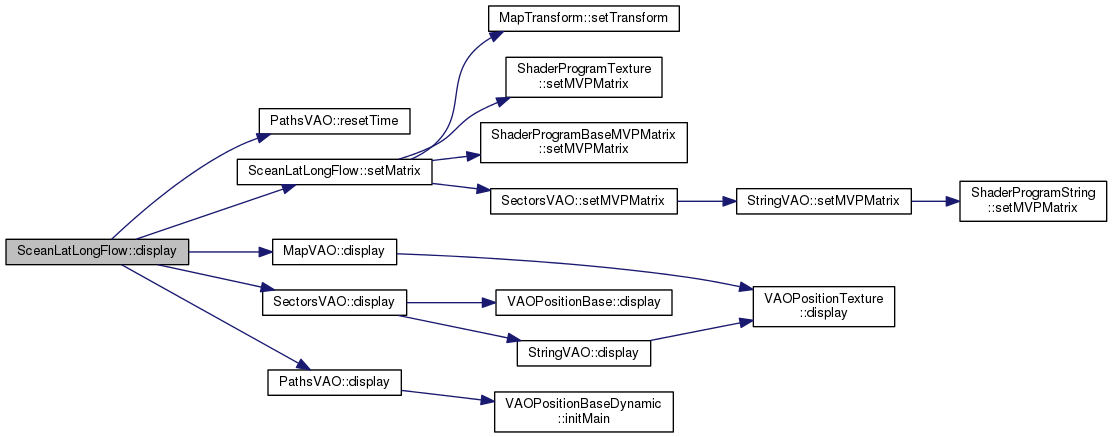 MapTransform::setTransform
ShaderProgramTexture
::setMVPMatrix
PathsVAO::resetTime
ShaderProgramBaseMVPMatrix
::setMVPMatrix
SceanLatLongFlow::setMatrix
SectorsVAO::setMVPMatrix
StringVAO::setMVPMatrix
ShaderProgramString
::setMVPMatrix
SceanLatLongFlow::display
MapVAO::display
SectorsVAO::display
VAOPositionBase::display
VAOPositionTexture
::display
StringVAO::display
PathsVAO::display
VAOPositionBaseDynamic
::initMain